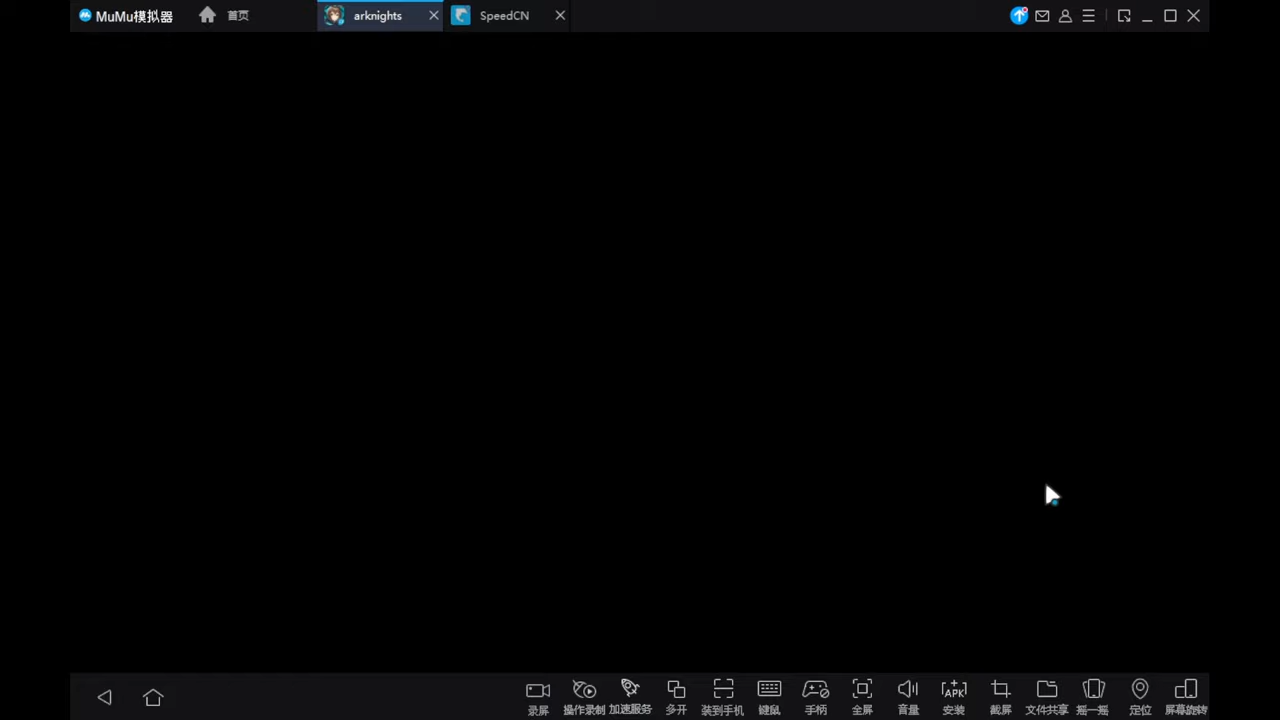 MuMu模拟器
首页
arknights
SpeedCN
录屏
操作录制
加速服务
多开
装到手机
键鼠
手柄
全屏
音量
APK
安装
截屏
文件共享
摇一摇
定位
屏幕旋转